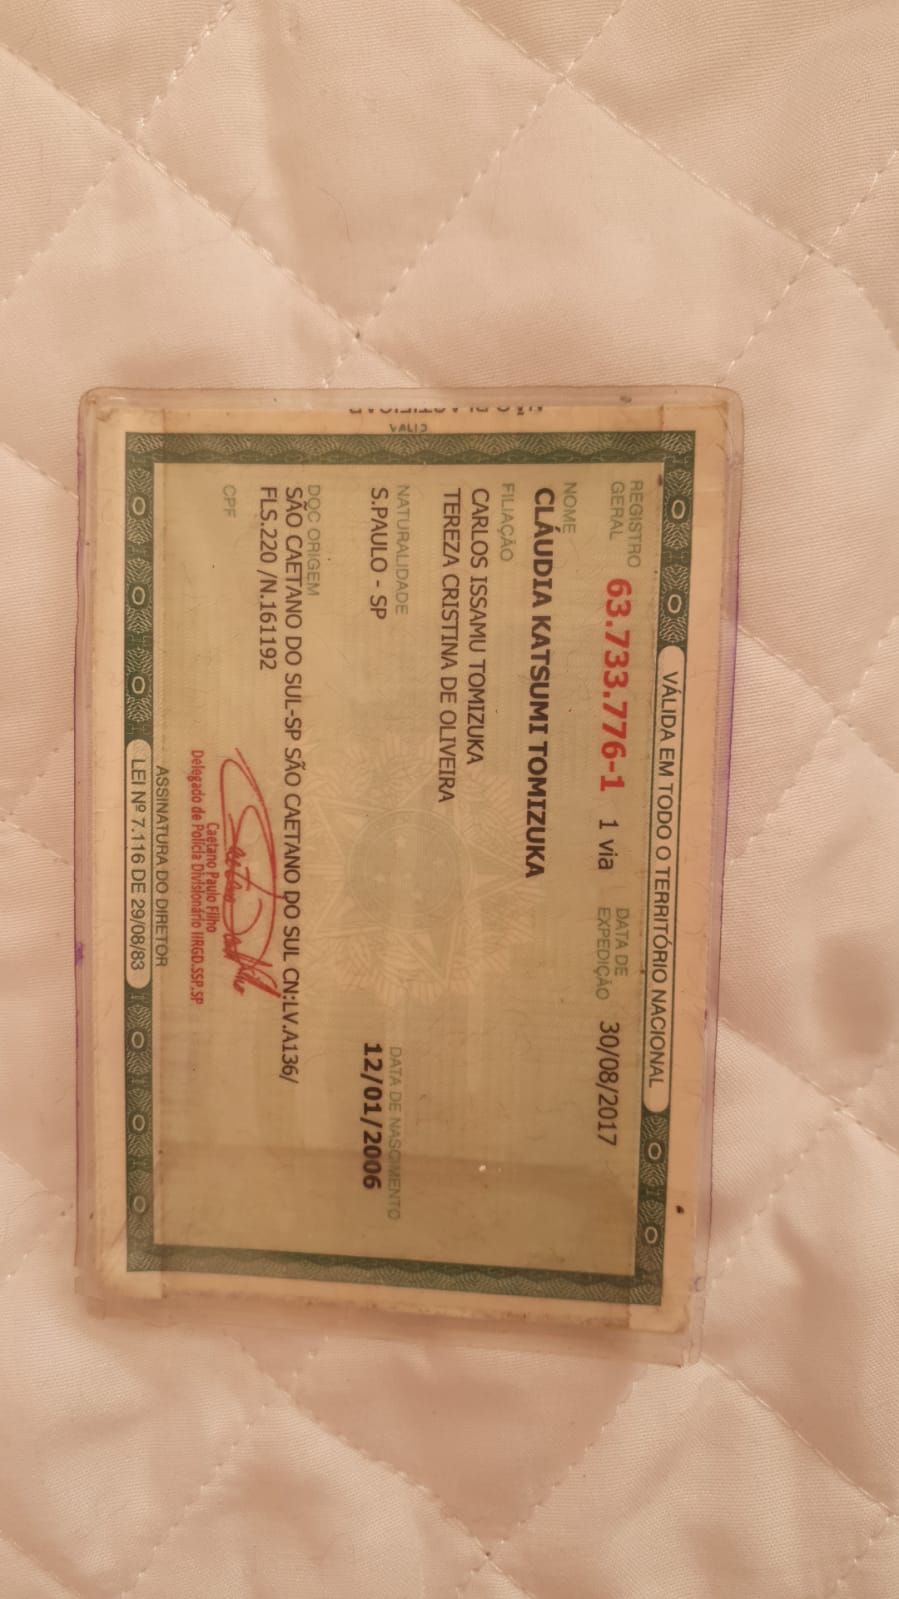 NÃO PLASTIFICAR
VÁLIDA EM TODO O TERRITÓRIO NACIONAL
REGISTRO GERAL 63.733.776-1 1 via DATA DE EXPEDIÇÃO 30/08/2017
NOME
CLÁUDIA KATSUMI TOMIZUKA
FILIAÇÃO
CARLOS ISSAMU TOMIZUKA
TEREZA CRISTINA DE OLIVEIRA
NATURALIDADE DATA DE NASCIMENTO
S.PAULO - SP 12/01/2006
DOC ORIGEM
SÃO CAETANO DO SUL-SP SÃO CAETANO DO SUL CN:LV.A136/
FLS.220 /N.161192
CPF
Caetano Paulo Filho
Delegado de Polícia Divisionário IIRGD.SSP.SP
ASSINATURA DO DIRETOR
LEI Nº 7.116 DE 29/08/83